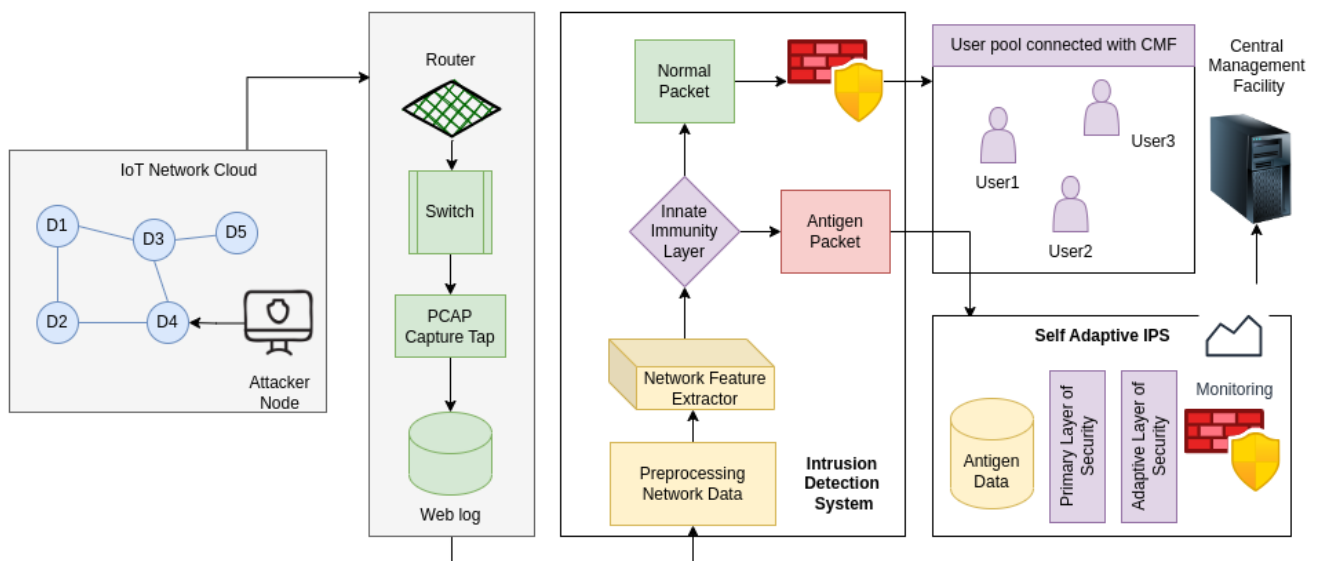 IoT Network Cloud
D1
D3
D5
D2
D4
Attacker
Node
Router
Switch
PCAP
Capture Tap
Web log
Normal
Packet
Innate
Immunity
Layer
Antigen
Packet
Network Feature
Extractor
Preprocessing
Network Data
Intrusion
Detection
System
User pool connected with CMF
User1
User3
User2
Central
Management
Facility
Self Adaptive IPS
Antigen
Data
Primary Layer of
Security
Adaptive Layer of
Security
Monitoring